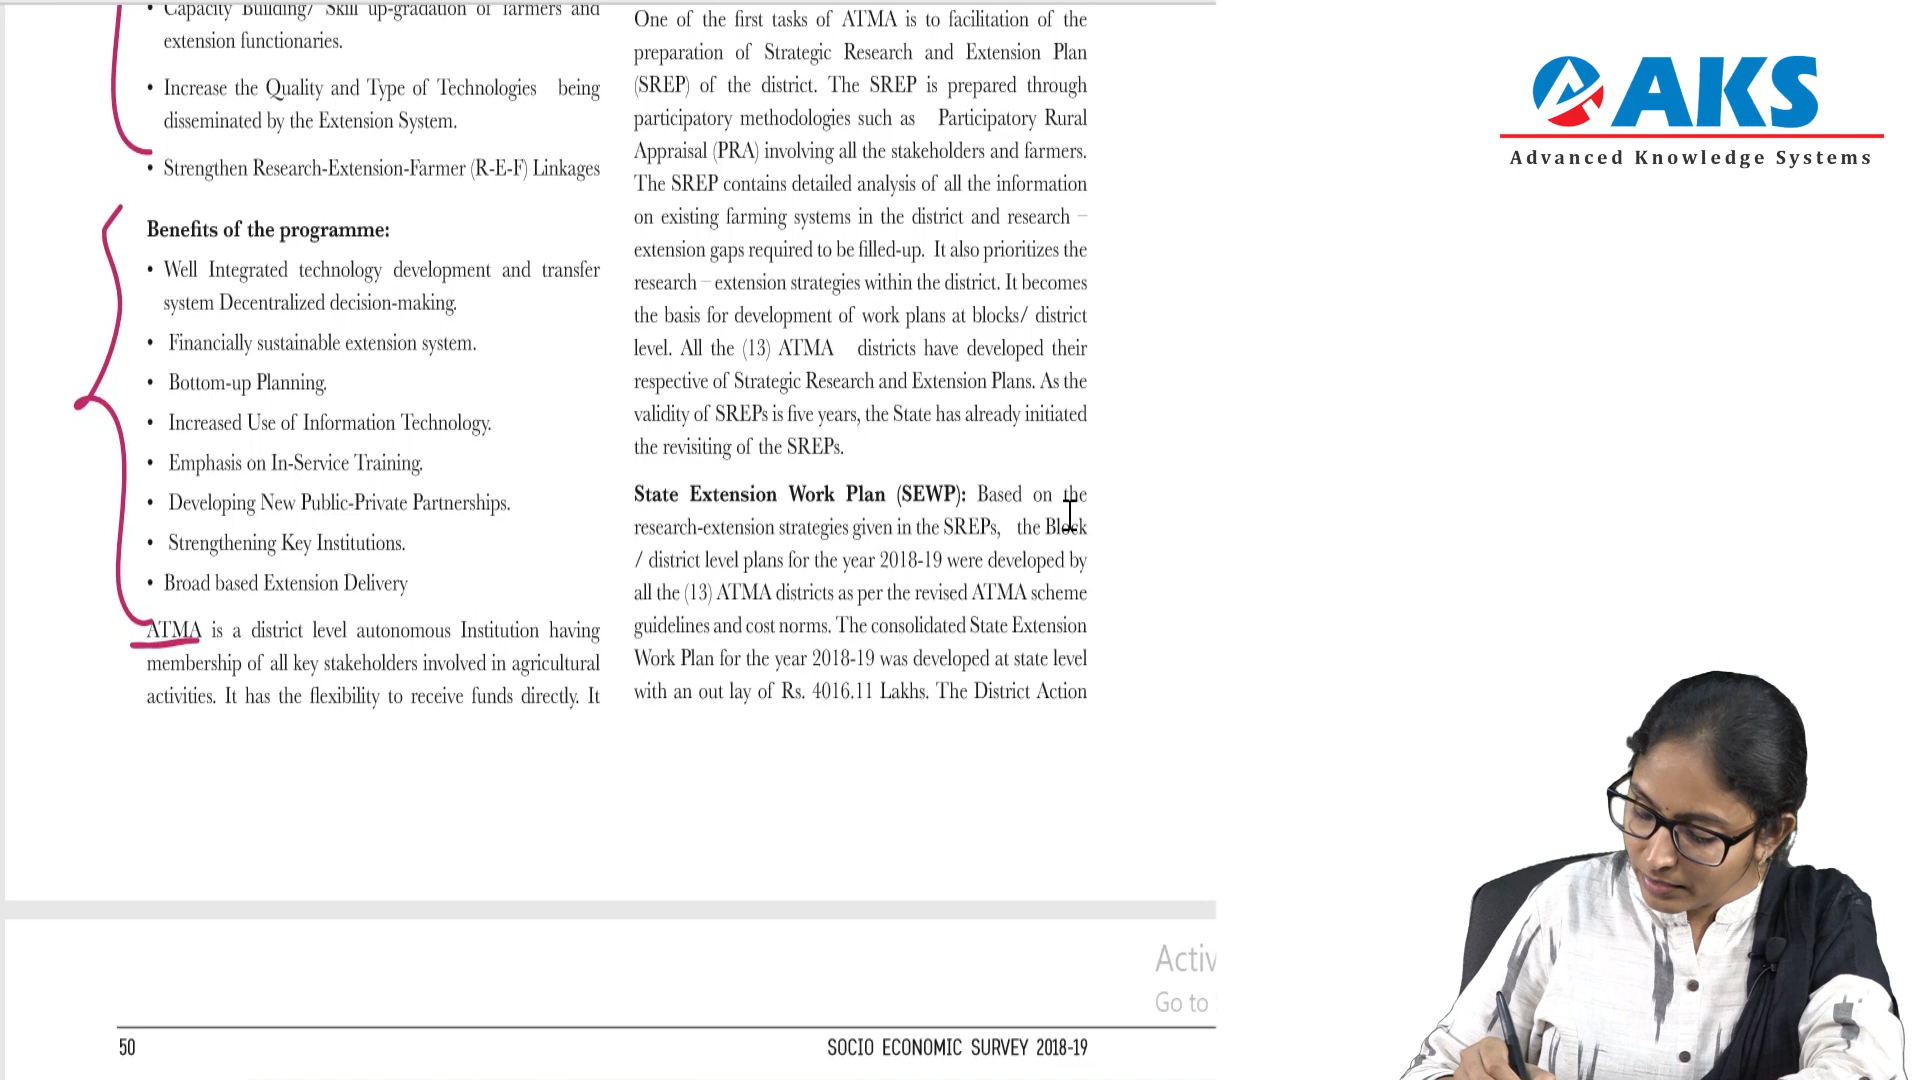 • Capacity Building/ Skill up-gradation of farmers and
extension functionaries.
• Increase the Quality and Type of Technologies being
disseminated by the Extension System.
• Strengthen Research-Extension-Farmer (R-E-F) Linkages
Benefits of the programme:
• Well Integrated technology development and transfer
system Decentralized decision-making.
• Financially sustainable extension system.
• Bottom-up Planning.
• Increased Use of Information Technology.
• Emphasis on In-Service Training.
• Developing New Public-Private Partnerships.
• Strengthening Key Institutions.
• Broad based Extension Delivery
ATMA is a district level autonomous Institution having
membership of all key stakeholders involved in agricultural
activities. It has the flexibility to receive funds directly. It
One of the first tasks of ATMA is to facilitation of the
preparation of Strategic Research and Extension Plan
(SREP) of the district. The SREP is prepared through
participatory methodologies such as Participatory Rural
Appraisal (PRA) involving all the stakeholders and farmers.
The SREP contains detailed analysis of all the information
on existing farming systems in the district and research –
extension gaps required to be filled-up. It also prioritizes the
research – extension strategies within the district. It becomes
the basis for development of work plans at blocks/ district
level. All the (13) ATMA districts have developed their
respective of Strategic Research and Extension Plans. As the
validity of SREPs is five years, the State has already initiated
the revisiting of the SREPs.
State Extension Work Plan (SEWP): Based on the
research-extension strategies given in the SREPs, the Block
/ district level plans for the year 2018-19 were developed by
all the (13) ATMA districts as per the revised ATMA scheme
guidelines and cost norms. The consolidated State Extension
Work Plan for the year 2018-19 was developed at state level
with an out lay of Rs. 4016.11 Lakhs. The District Action
AKS
Advanced Knowledge Systems
Activ
Go to
50
SOCIO ECONOMIC SURVEY 2018-19